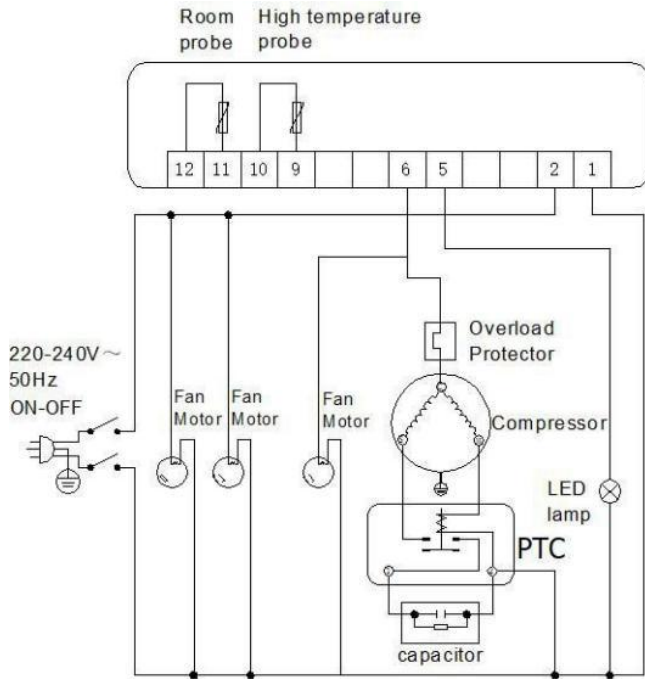 Room
probe
High temperature
probe
12 11 10 9 6 5 2 1
Overload
Protector
220-240V~
50Hz
ON-OFF
Fan
Motor
Fan
Motor
Fan
Motor
Compressor
LED
lamp
PTC
capacitor